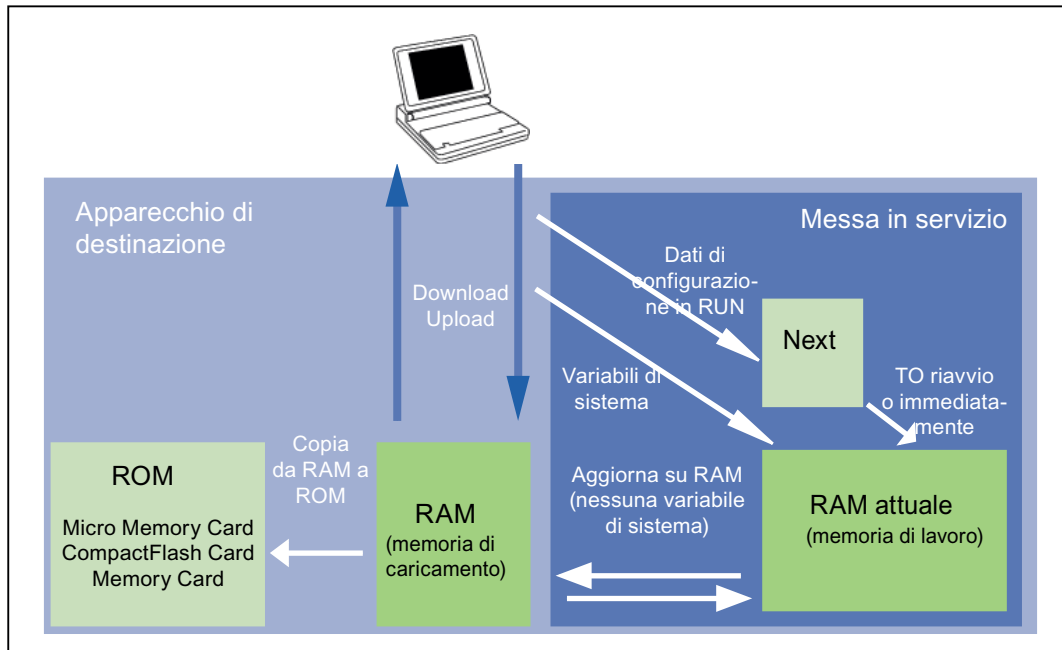 Apparecchio di
destinazione
Messa in servizio
Download
Upload
Dati di
configurazio-
ne in RUN
Next
Variabili di
sistema
TO riavvio
o immediata-
mente
ROM
Micro Memory Card
CompactFlash Card
Memory Card
Copia
da RAM a
ROM
RAM
(memoria di
caricamento)
Aggiorna su RAM
(nessuna variabile
di sistema)
RAM attuale
(memoria di lavoro)